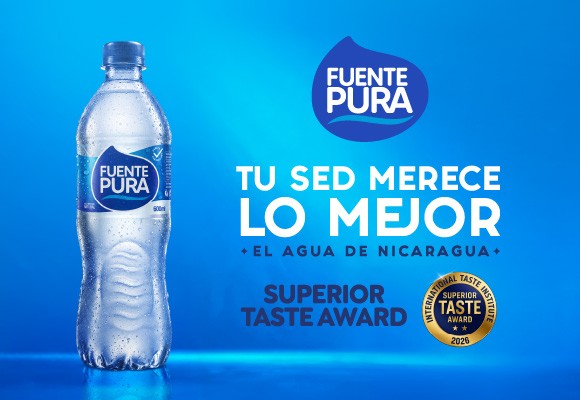 FUENTE
PURA
600ml
FUENTE
PURA
TU SED MERECE
LO MEJOR
EL AGUA DE NICARAGUA
SUPERIOR
TASTE AWARD
INTERNATIONAL TASTE INSTITUTE
SUPERIOR
TASTE
AWARD
2026